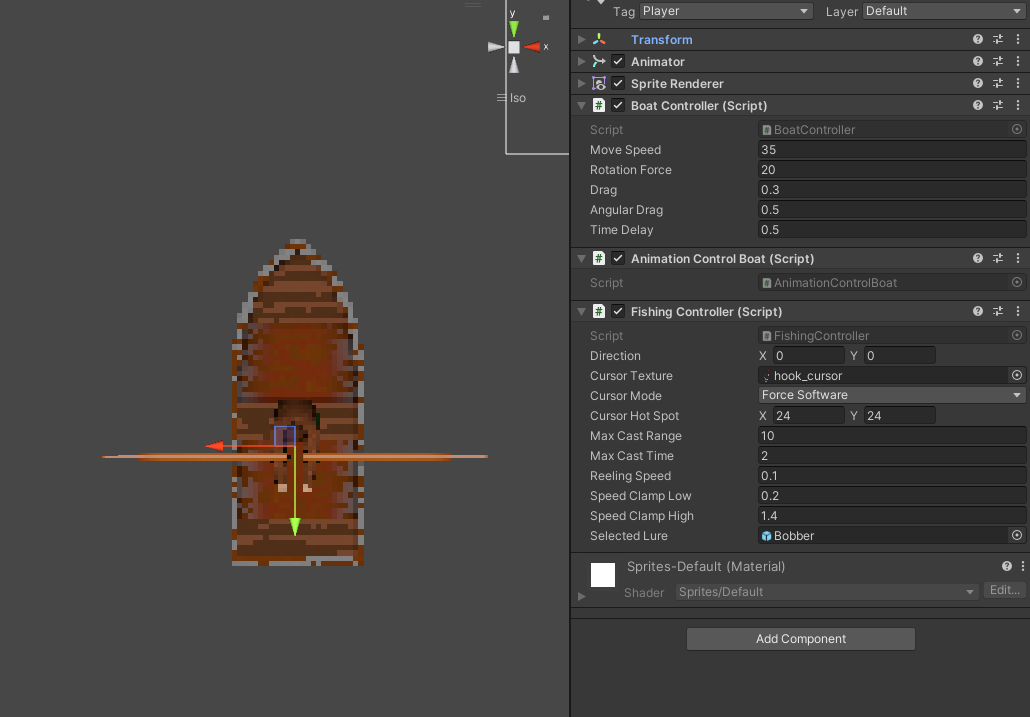 Tag Player Layer Default
y
x
Iso
Transform
Animator
Sprite Renderer
# Boat Controller (Script)
Script BoatController
Move Speed 35
Rotation Force 20
Drag 0.3
Angular Drag 0.5
Time Delay 0.5
# Animation Control Boat (Script)
Script AnimationControlBoat
# Fishing Controller (Script)
Script FishingController
Direction X 0 Y 0
Cursor Texture hook_cursor
Cursor Mode Force Software
Cursor Hot Spot X 24 Y 24
Max Cast Range 10
Max Cast Time 2
Reeling Speed 0.1
Speed Clamp Low 0.2
Speed Clamp High 1.4
Selected Lure Bobber
Sprites-Default (Material)
Shader Sprites/Default Edit...
Add Component